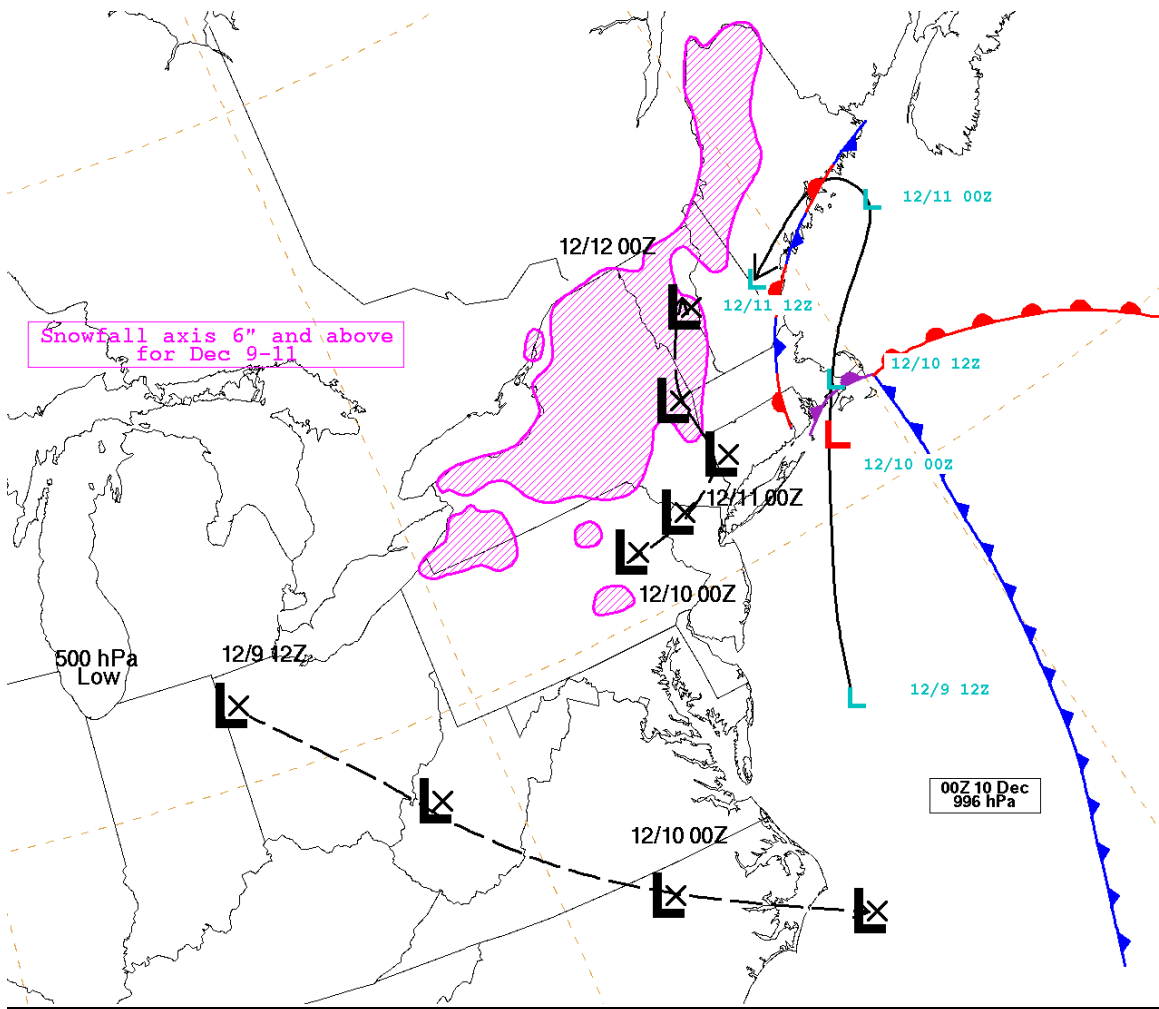 12/11 00Z
12/12 00Z
12/11 12Z
Snowfall axis 6" and above
for Dec 9-11
12/10 12Z
12/10 00Z
12/11 00Z
12/10 00Z
500 hPa
Low
12/9 12Z
12/9 12Z
00Z 10 Dec
996 hPa
12/10 00Z
L
L
L
L
L
L
L
L
L
L
L
L
L
L